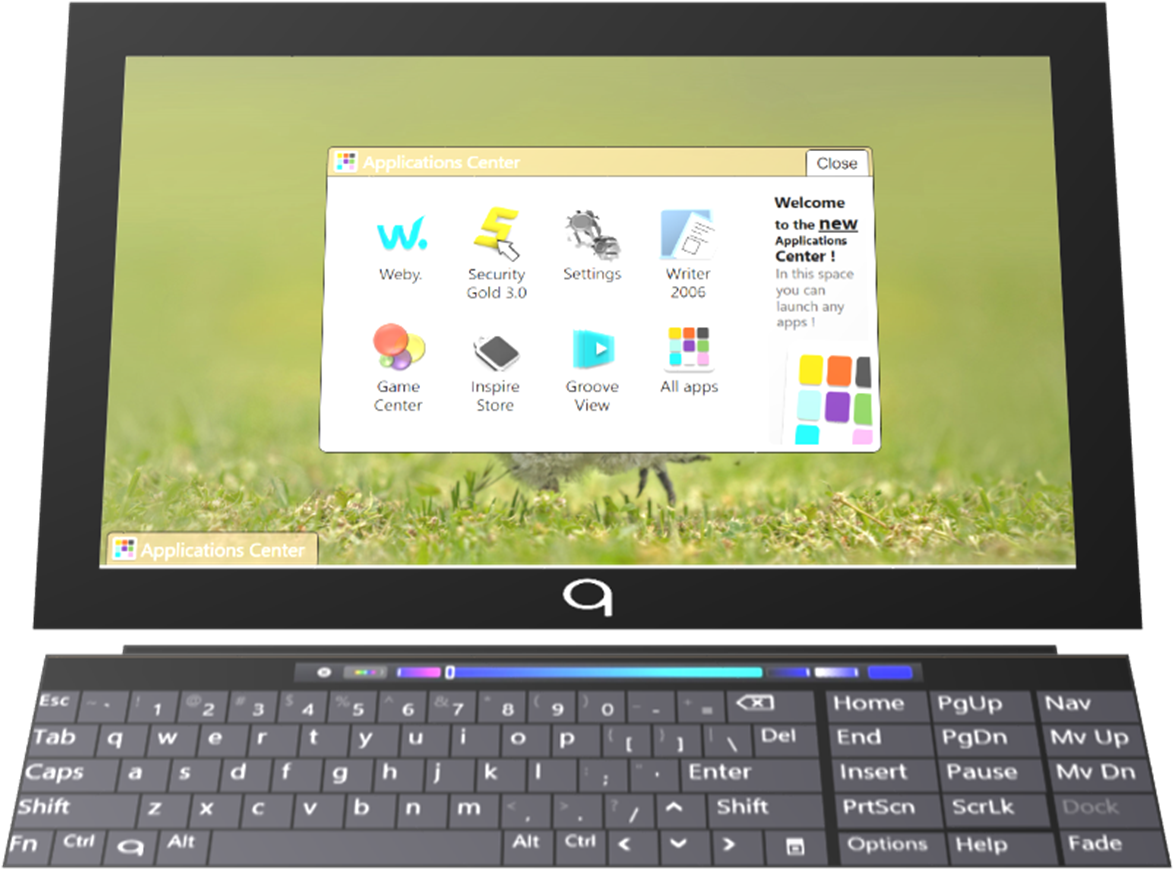 Applications Center
Close
Weby.
Security
Gold 3.0
Settings
Writer
2006
Game
Center
Inspire
Store
Groove
View
All apps
Welcome
to the new
Applications
Center !
In this space
you can
launch any
apps !
Applications Center
Esc ~ ` ! 1 @ 2 # 3 $ 4 % 5 ^ 6 & 7 * 8 ( 9 ) 0 _ - + = Home PgUp Nav
Tab q w e r t y u i o p { [ } ] | \ Del End PgDn Mv Up
Caps a s d f g h j k l : ; " ' Enter Insert Pause Mv Dn
Shift z x c v b n m < , > . ? / Shift PrtScn ScrLk Dock
Fn Ctrl Alt Alt Ctrl Options Help Fade